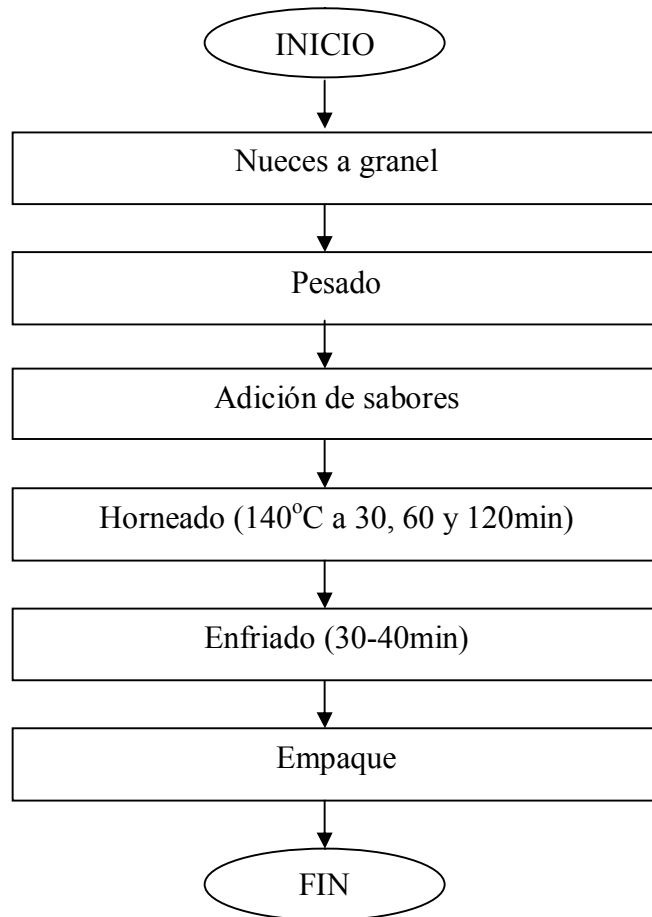 INICIO
Nueces a granel
Pesado
Adición de sabores
Horneado (140°C a 30, 60 y 120min)
Enfriado (30-40min)
Empaque
FIN